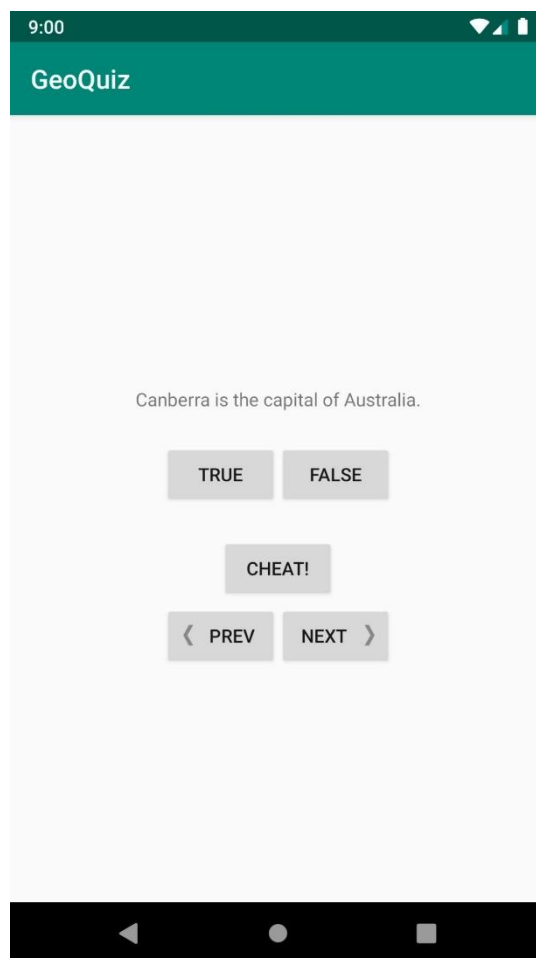 9:00
GeoQuiz
Canberra is the capital of Australia.
TRUE FALSE
CHEAT!
PREV NEXT